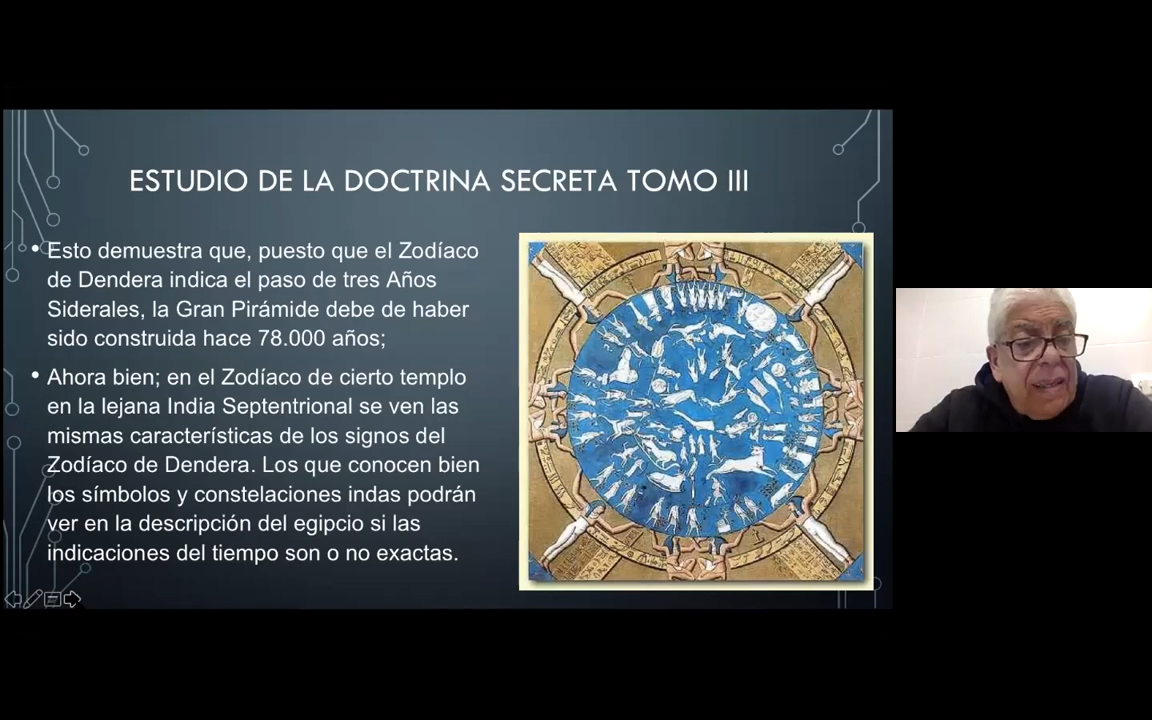 ESTUDIO DE LA DOCTRINA SECRETA TOMO III
• Esto demuestra que, puesto que el Zodíaco
de Dendera indica el paso de tres Años
Siderales, la Gran Pirámide debe de haber
sido construida hace 78.000 años;
• Ahora bien; en el Zodíaco de cierto templo
en la lejana India Septentrional se ven las
mismas características de los signos del
Zodíaco de Dendera. Los que conocen bien
los símbolos y constelaciones indas podrán
ver en la descripción del egipcio si las
indicaciones del tiempo son o no exactas.